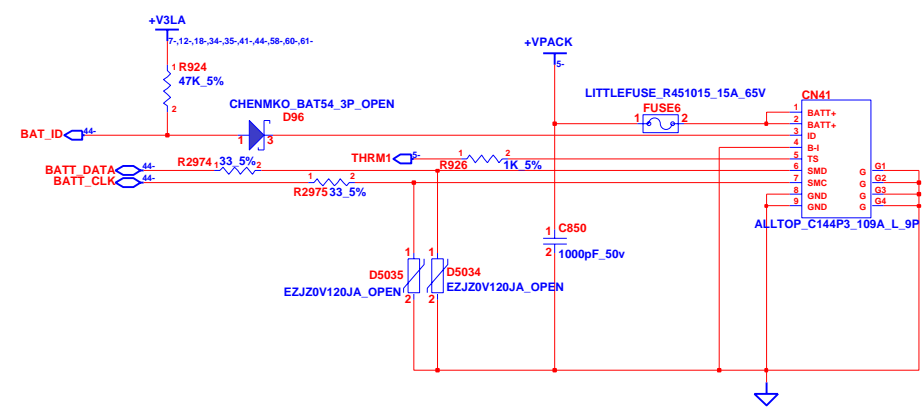 +V3LA
7-,12-,18-,34-,35-,41-,44-,58-,60-,61-
1 R924
47K_5%
2
+VPACK
5-
LITTLEFUSE_R451015_15A_65V
FUSE6
1 2
CN41
CHENMKO_BAT54_3P_OPEN
D96
1 3
BAT_ID 44-
BATT_DATA 44-
BATT_CLK 44-
R2974 33_5%
1 2
1 2
R2975 33_5%
THRM1 5-
1 2
R926 1K_5%
1 BATT+
2 BATT+
3 ID
4 B-I
5 TS
6 SMD G G1
7 SMC G G2
8 GND G G3
9 GND G G4
ALLTOP_C144P3_109A_L_9P
1 C850
2 1000pF_50v
1
D5035
2
EZJZ0V120JA_OPEN
1
D5034
EZJZ0V120JA_OPEN
2